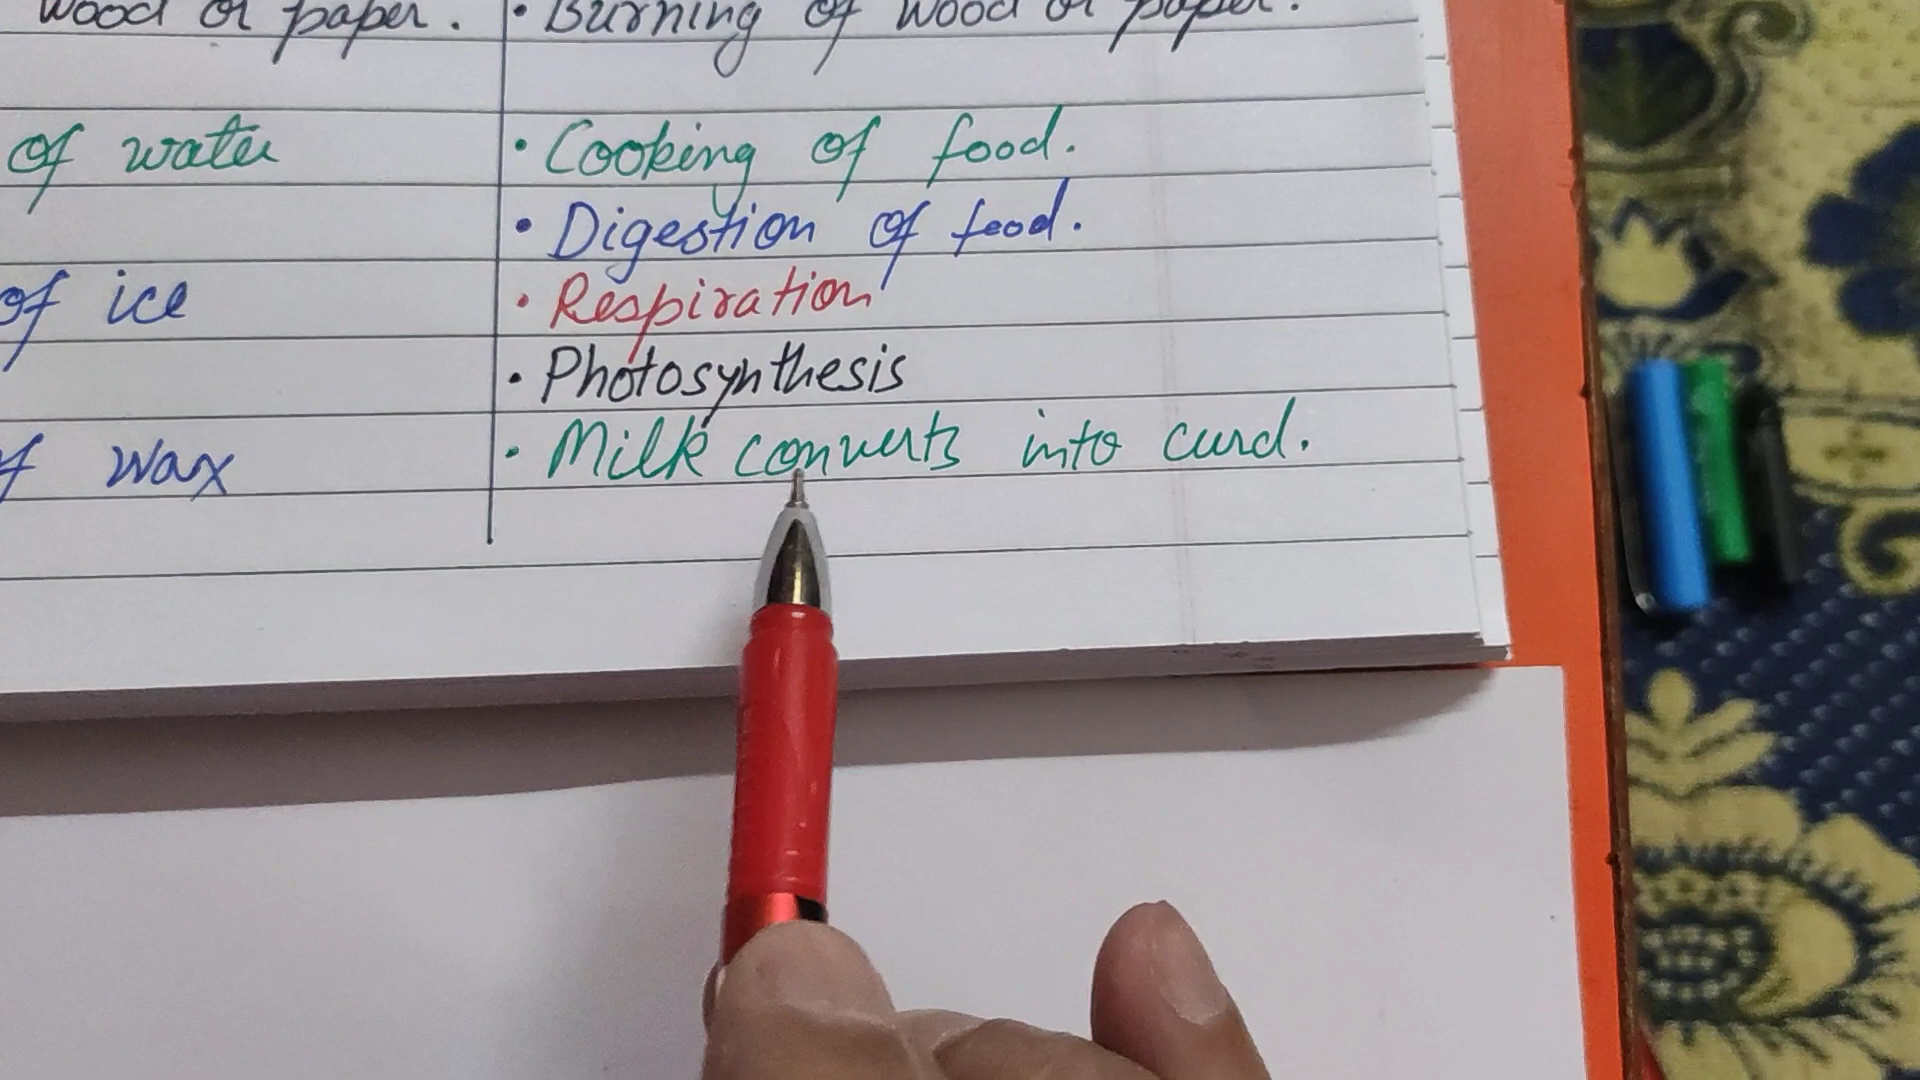 wood or paper. • Burning of wood or paper.
of water • Cooking of food.
• Digestion of food.
of ice • Respiration
• Photosynthesis
of wax • Milk converts into curd.